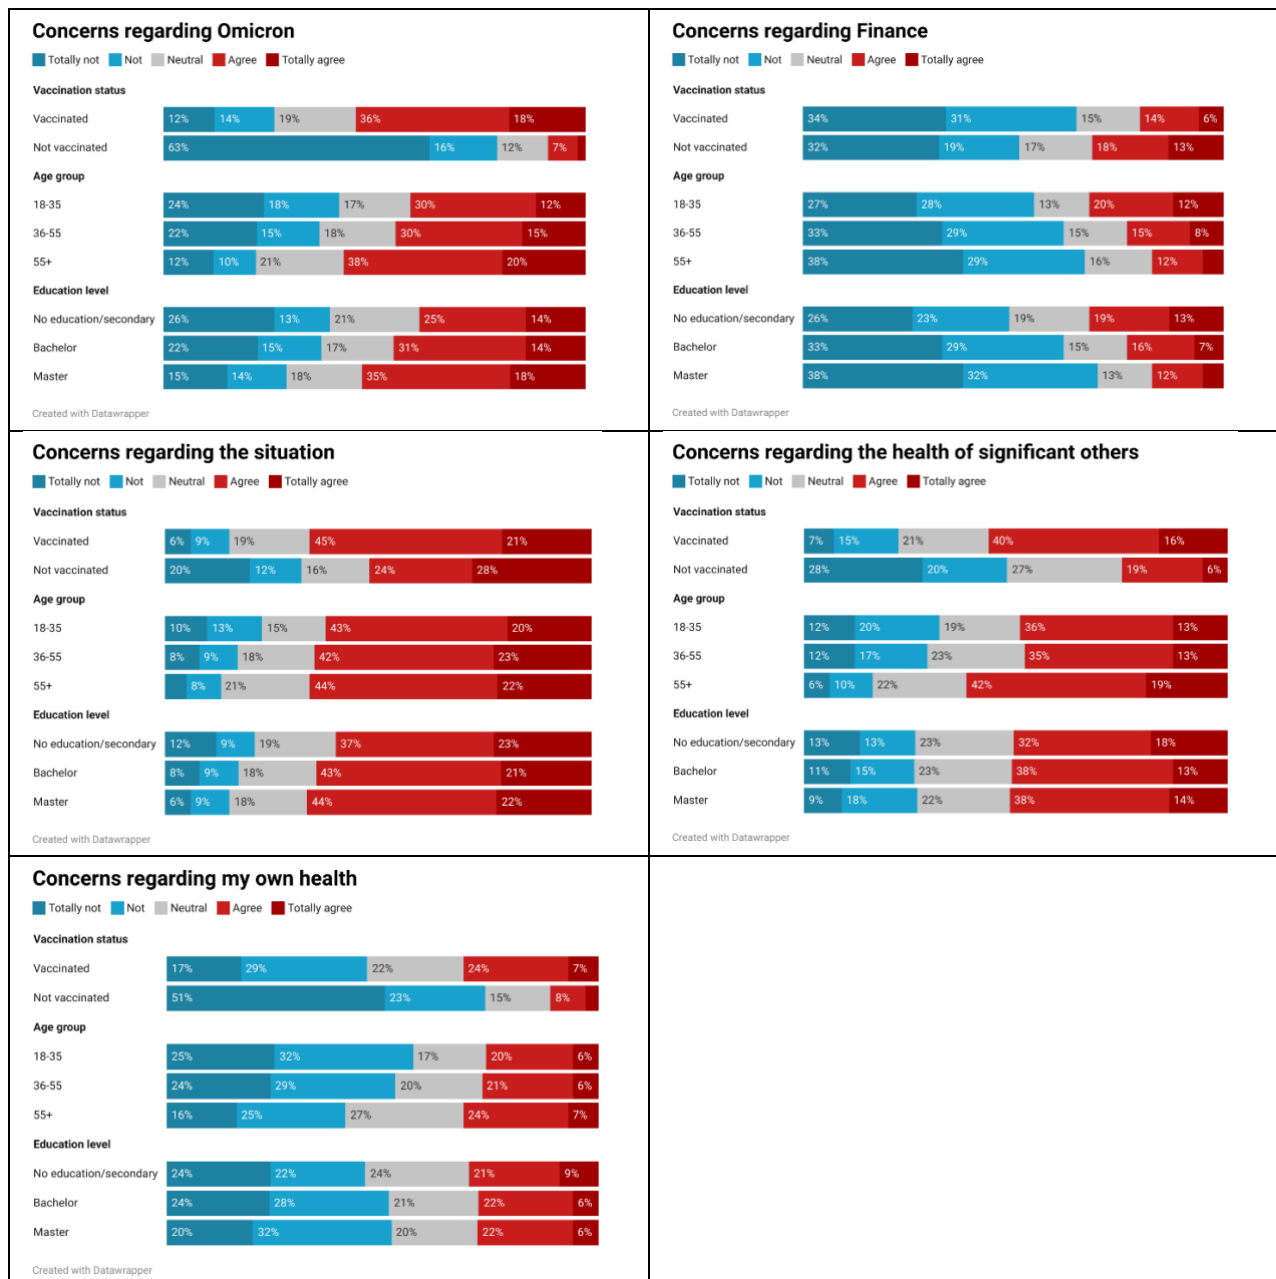 Concerns regarding Omicron
Totally not Not Neutral Agree Totally agree
Vaccination status
Vaccinated 12% 14% 19% 36% 18%
Not vaccinated 63% 16% 12% 7%
Age group
18-35 24% 18% 17% 30% 12%
36-55 22% 15% 18% 30% 15%
55+ 12% 10% 21% 38% 20%
Education level
No education/secondary 26% 13% 21% 25% 14%
Bachelor 22% 15% 17% 31% 14%
Master 15% 14% 18% 35% 18%
Created with Datawrapper
Concerns regarding Finance
Totally not Not Neutral Agree Totally agree
Vaccination status
Vaccinated 34% 31% 15% 14% 6%
Not vaccinated 32% 19% 17% 18% 13%
Age group
18-35 27% 28% 13% 20% 12%
36-55 33% 29% 15% 15% 8%
55+ 38% 29% 16% 12%
Education level
No education/secondary 26% 23% 19% 19% 13%
Bachelor 33% 29% 15% 16% 7%
Master 38% 32% 13% 12%
Created with Datawrapper
Concerns regarding the situation
Totally not Not Neutral Agree Totally agree
Vaccination status
Vaccinated 6% 9% 19% 45% 21%
Not vaccinated 20% 12% 16% 24% 28%
Age group
18-35 10% 13% 15% 43% 20%
36-55 8% 9% 18% 42% 23%
55+ 8% 21% 44% 22%
Education level
No education/secondary 12% 9% 19% 37% 23%
Bachelor 8% 9% 18% 43% 21%
Master 6% 9% 18% 44% 22%
Created with Datawrapper
Concerns regarding the health of significant others
Totally not Not Neutral Agree Totally agree
Vaccination status
Vaccinated 7% 15% 21% 40% 16%
Not vaccinated 28% 20% 27% 19% 6%
Age group
18-35 12% 20% 19% 36% 13%
36-55 12% 17% 23% 35% 13%
55+ 6% 10% 22% 42% 19%
Education level
No education/secondary 13% 13% 23% 32% 18%
Bachelor 11% 15% 23% 38% 13%
Master 9% 18% 22% 38% 14%
Created with Datawrapper
Concerns regarding my own health
Totally not Not Neutral Agree Totally agree
Vaccination status
Vaccinated 17% 29% 22% 24% 7%
Not vaccinated 51% 23% 15% 8%
Age group
18-35 25% 32% 17% 20% 6%
36-55 24% 29% 20% 21% 6%
55+ 16% 25% 27% 24% 7%
Education level
No education/secondary 24% 22% 24% 21% 9%
Bachelor 24% 28% 21% 22% 6%
Master 20% 32% 20% 22% 6%
Created with Datawrapper